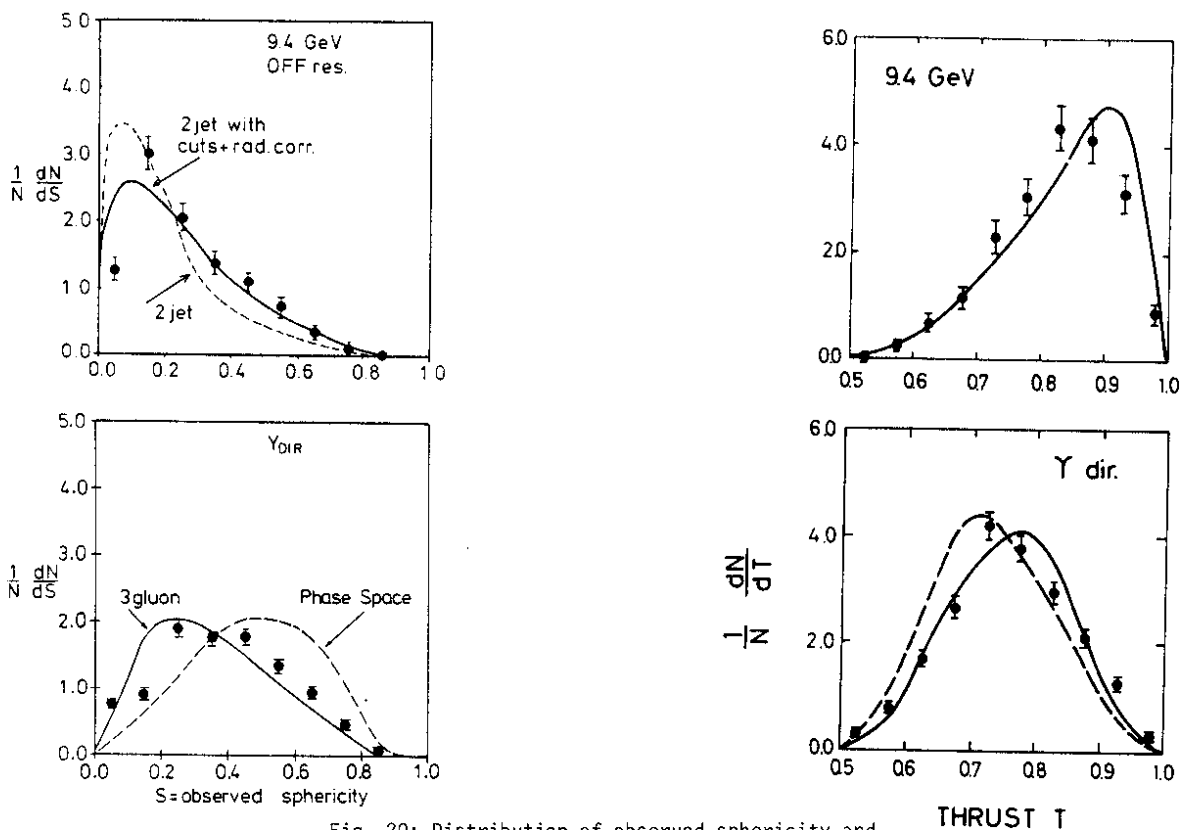 5.0
4.0
3.0
2.0
1.0
0.0
9.4 GeV
OFF res.
2 jet with
cuts+rad.corr.
2 jet
1 dN
N dS
0.0 0.2 0.4 0.6 0.8 1.0
6.0
4.0
2.0
0.0
9.4 GeV
0.5 0.6 0.7 0.8 0.9 1.0
5.0
4.0
3.0
2.0
1.0
0.0
Υ DIR
3 gluon
Phase Space
1 dN
N dS
0.0 0.2 0.4 0.6 0.8 1.0
S = observed sphericity
6.0
4.0
2.0
0.0
Υ dir.
1 dN
N dT
0.5 0.6 0.7 0.8 0.9 1.0
THRUST T
Fig. 20: Distribution of observed sphericity and